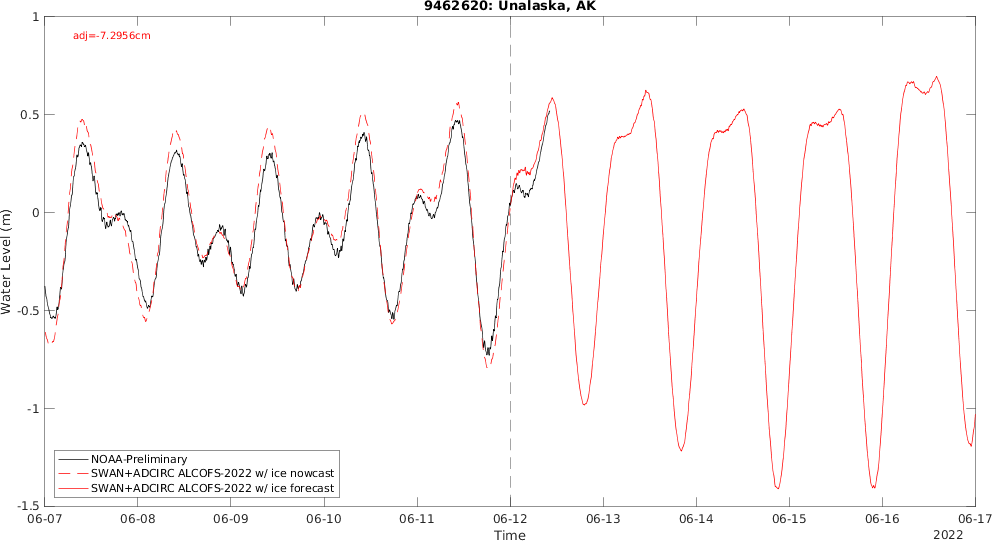 9462620: Unalaska, AK
adj=-7.2956cm
1
0.5
0
-0.5
-1
-1.5
Water Level (m)
NOAA-Preliminary
SWAN+ADCIRC ALCOFS-2022 w/ ice nowcast
SWAN+ADCIRC ALCOFS-2022 w/ ice forecast
06-07 06-08 06-09 06-10 06-11 06-12 06-13 06-14 06-15 06-16 06-17
Time
2022